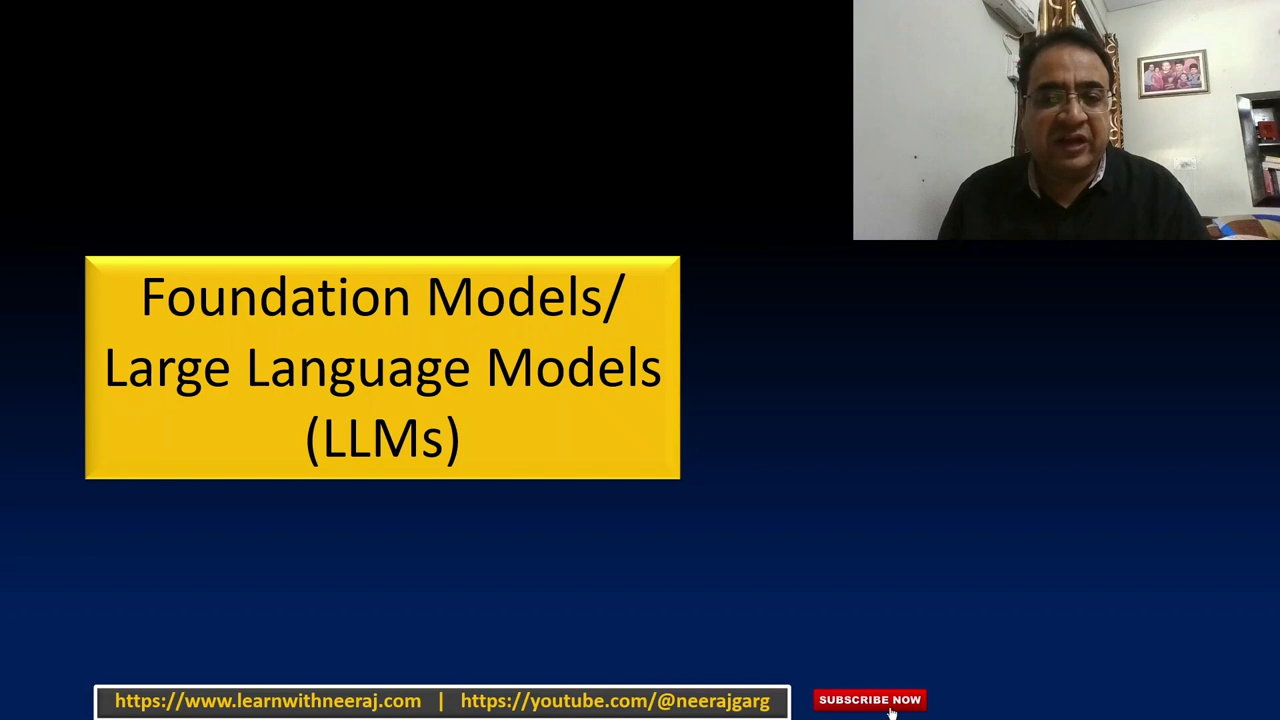 Foundation Models/
Large Language Models
(LLMs)
https://www.learnwithneeraj.com | https://youtube.com/@neerajgarg
SUBSCRIBE NOW